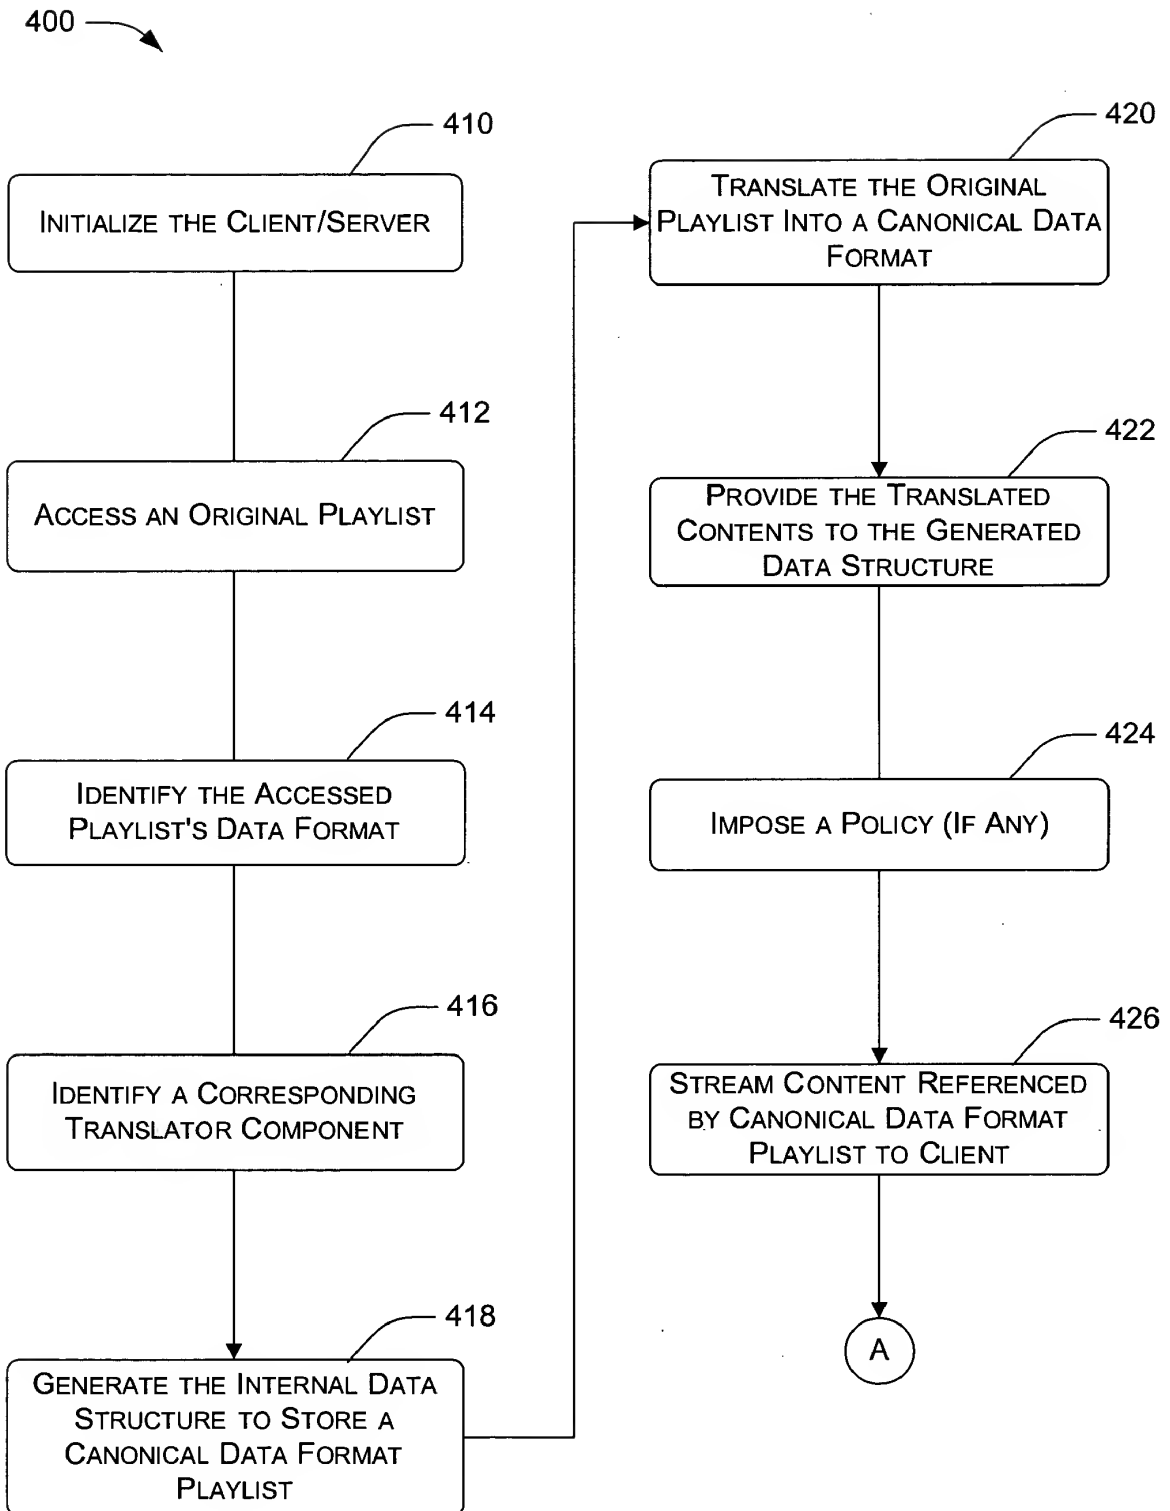 400
410
INITIALIZE THE CLIENT/SERVER
412
ACCESS AN ORIGINAL PLAYLIST
414
IDENTIFY THE ACCESSED
PLAYLIST'S DATA FORMAT
416
IDENTIFY A CORRESPONDING
TRANSLATOR COMPONENT
418
GENERATE THE INTERNAL DATA
STRUCTURE TO STORE A
CANONICAL DATA FORMAT
PLAYLIST
420
TRANSLATE THE ORIGINAL
PLAYLIST INTO A CANONICAL DATA
FORMAT
422
PROVIDE THE TRANSLATED
CONTENTS TO THE GENERATED
DATA STRUCTURE
424
IMPOSE A POLICY (IF ANY)
426
STREAM CONTENT REFERENCED
BY CANONICAL DATA FORMAT
PLAYLIST TO CLIENT
A